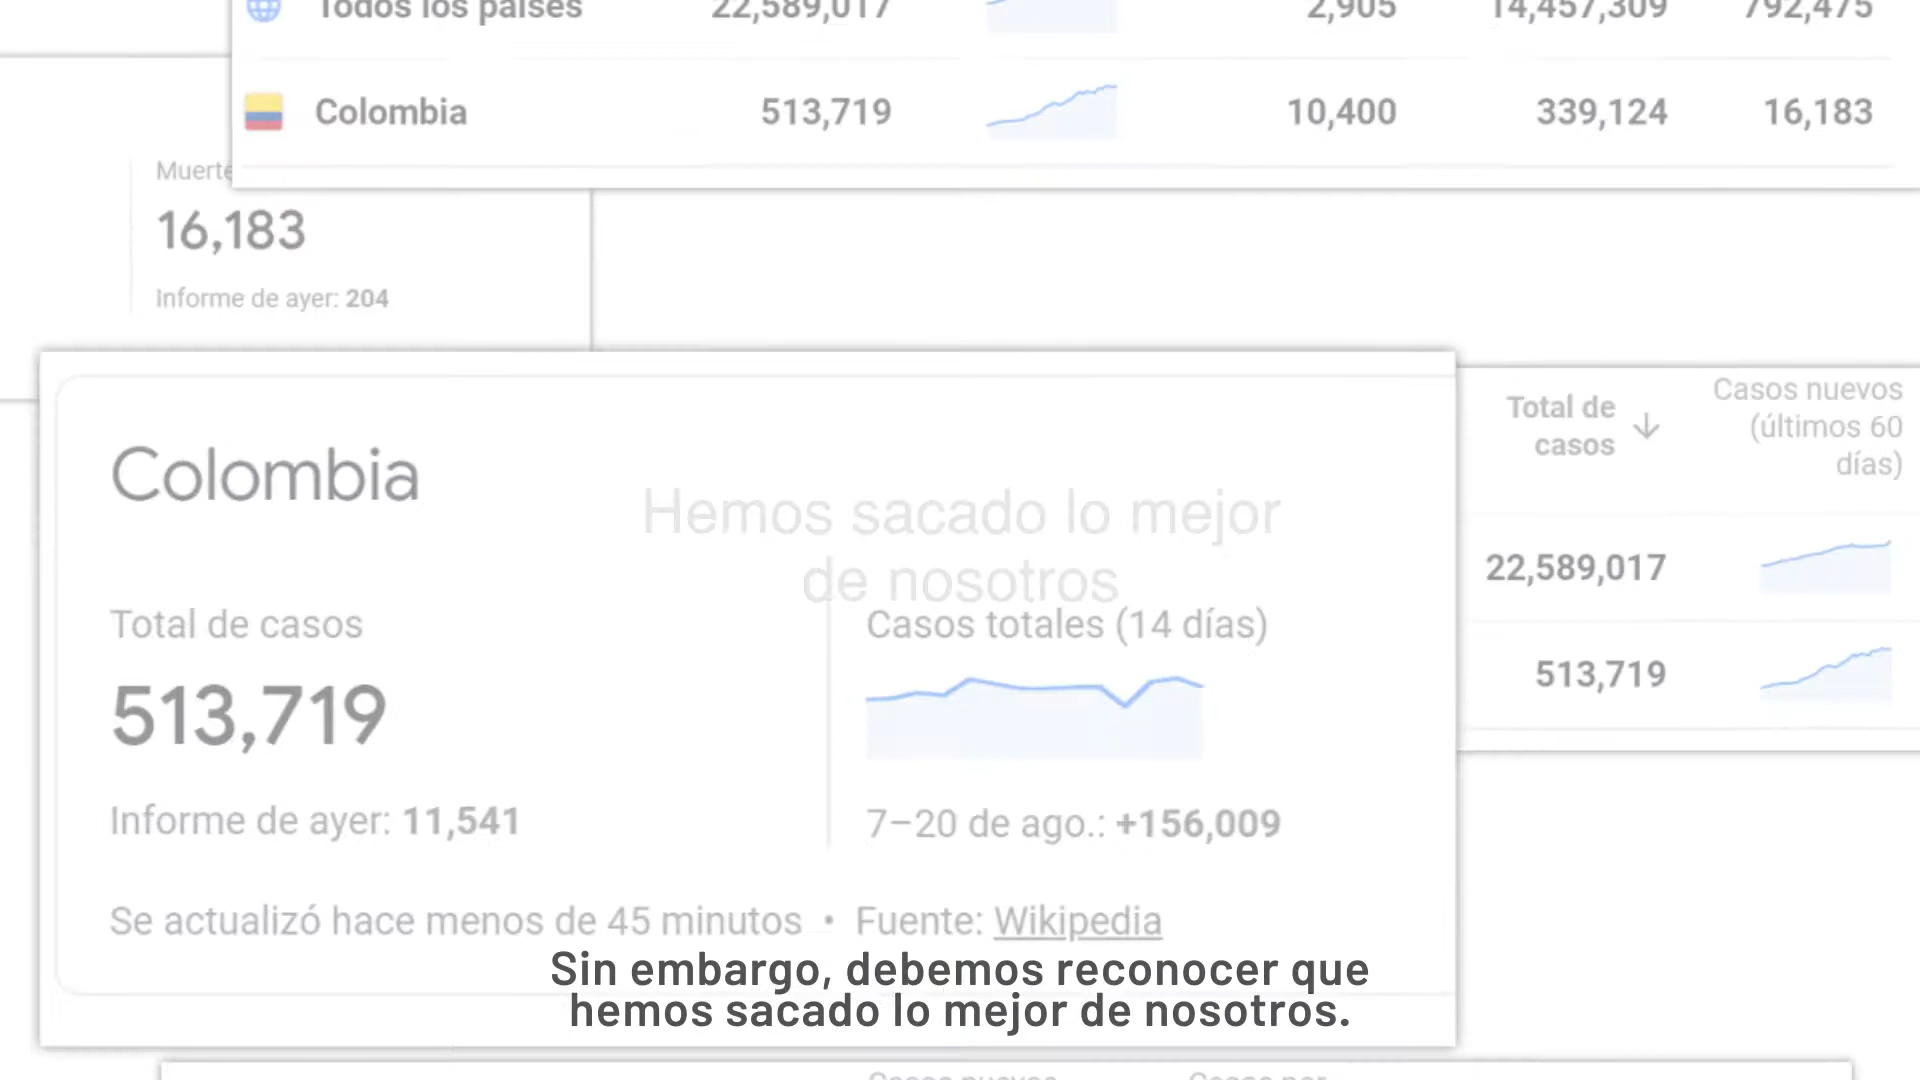 Todos los países 22,589,017 2,905 14,457,309 792,475
Colombia 513,719 10,400 339,124 16,183
16,183
Informe de ayer: 204
Total de
casos
Casos nuevos
(últimos 60
días)
22,589,017
513,719
Colombia
Hemos sacado lo mejor
de nosotros
Total de casos
Casos totales (14 días)
513,719
Informe de ayer: 11,541
7–20 de ago.: +156,009
Se actualizó hace menos de 45 minutos • Fuente: Wikipedia
Sin embargo, debemos reconocer que
hemos sacado lo mejor de nosotros.